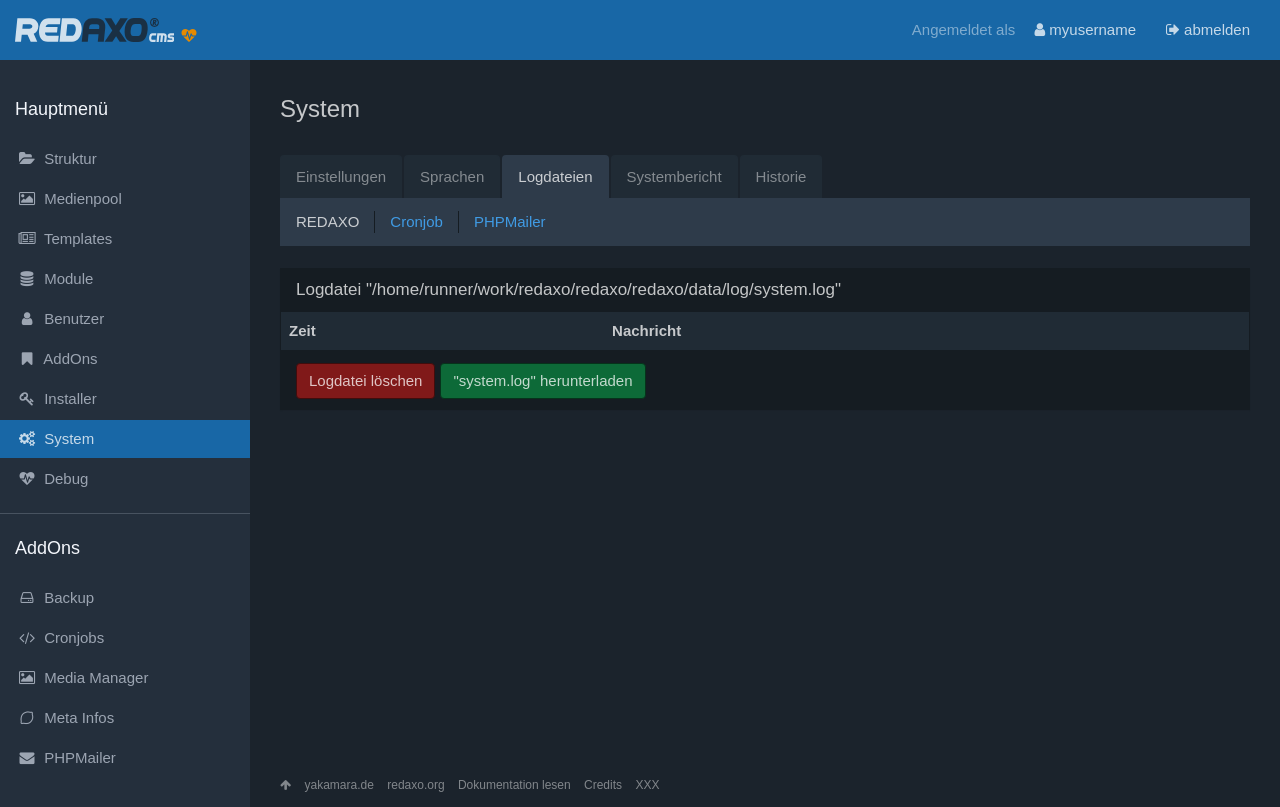 REDAXO® cms
Angemeldet als myusername abmelden
Hauptmenü
Struktur
Medienpool
Templates
Module
Benutzer
AddOns
Installer
System
Debug
AddOns
Backup
Cronjobs
Media Manager
Meta Infos
PHPMailer
System
Einstellungen Sprachen Logdateien Systembericht Historie
REDAXO Cronjob PHPMailer
Logdatei "/home/runner/work/redaxo/redaxo/redaxo/data/log/system.log"
Zeit Nachricht
Logdatei löschen "system.log" herunterladen
yakamara.de redaxo.org Dokumentation lesen Credits XXX